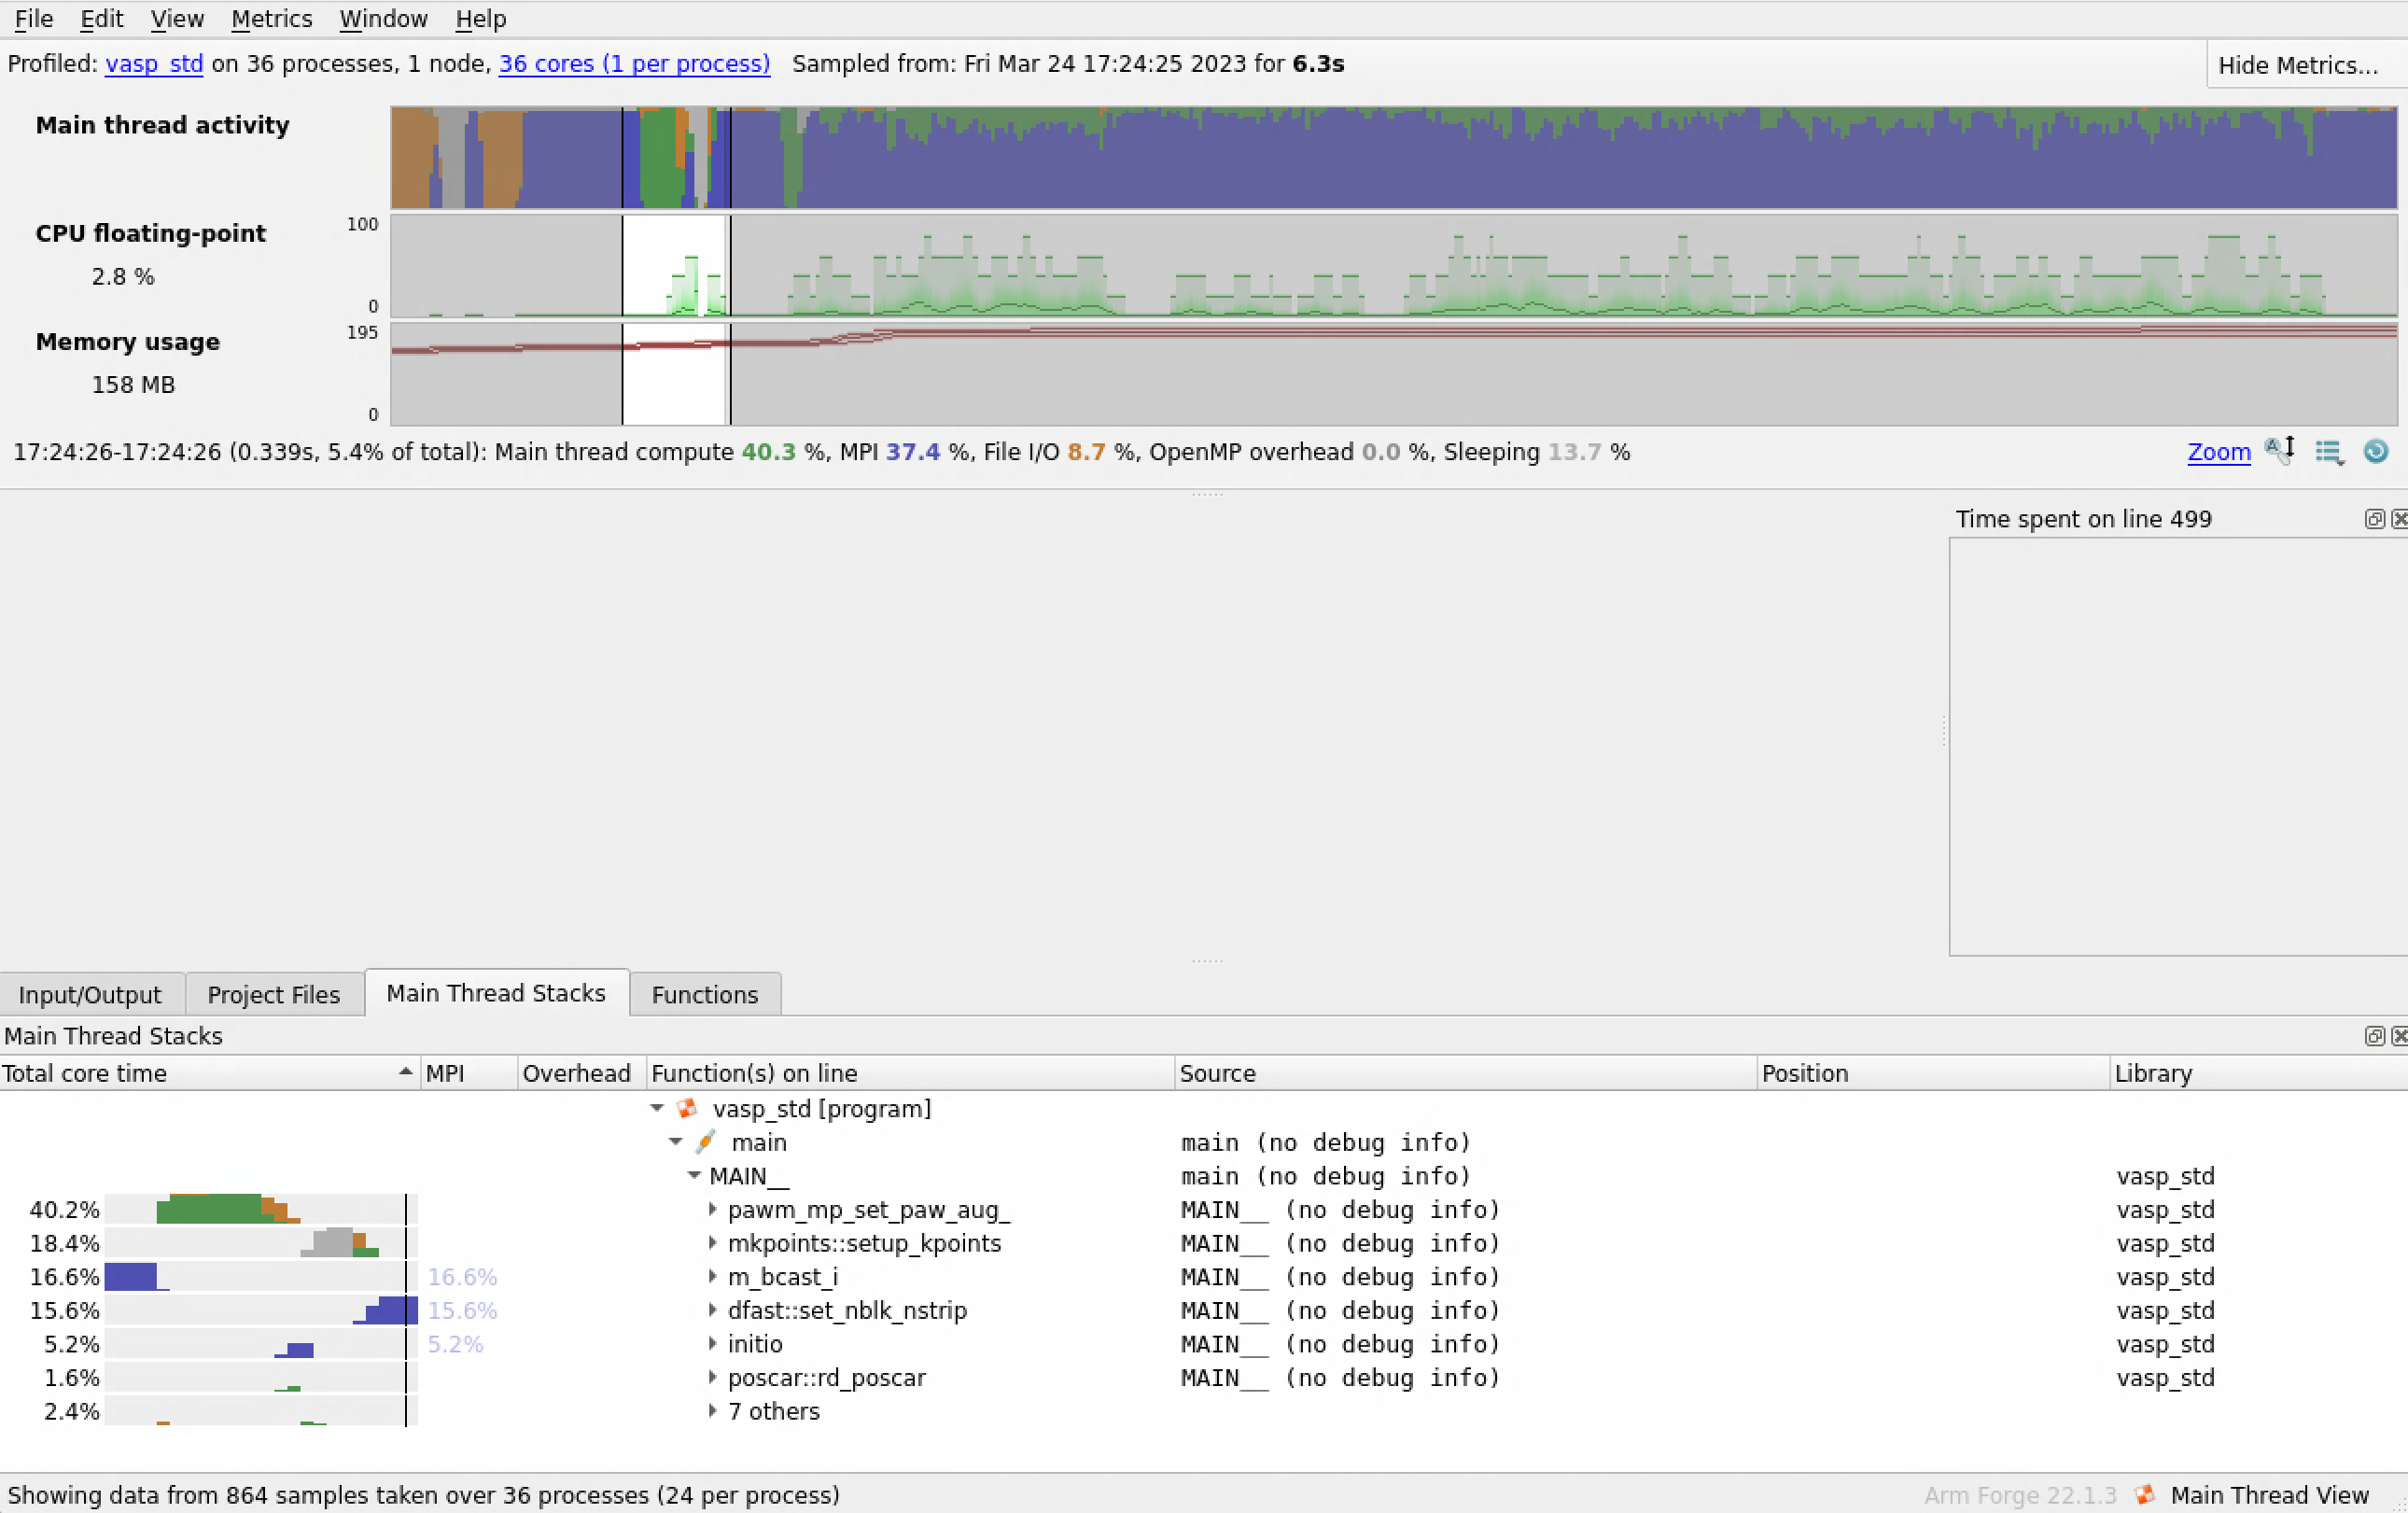 File Edit View Metrics Window Help
Profiled: vasp_std on 36 processes, 1 node, 36 cores (1 per process) Sampled from: Fri Mar 24 17:24:25 2023 for 6.3s Hide Metrics...
Main thread activity
CPU floating-point 100
2.8 %
0
Memory usage 195
158 MB
0
17:24:26-17:24:26 (0.339s, 5.4% of total): Main thread compute 40.3 %, MPI 37.4 %, File I/O 8.7 %, OpenMP overhead 0.0 %, Sleeping 13.7 % Zoom
Time spent on line 499
Input/Output Project Files Main Thread Stacks Functions
Main Thread Stacks
Total core time MPI Overhead Function(s) on line Source Position Library
vasp_std [program]
main main (no debug info)
MAIN__ main (no debug info) vasp_std
40.2% pawm_mp_set_paw_aug_ MAIN__ (no debug info) vasp_std
18.4% mkpoints::setup_kpoints MAIN__ (no debug info) vasp_std
16.6% 16.6% m_bcast_i MAIN__ (no debug info) vasp_std
15.6% 15.6% dfast::set_nblk_nstrip MAIN__ (no debug info) vasp_std
5.2% 5.2% initio MAIN__ (no debug info) vasp_std
1.6% poscar::rd_poscar MAIN__ (no debug info) vasp_std
2.4% 7 others
Showing data from 864 samples taken over 36 processes (24 per process) Arm Forge 22.1.3 Main Thread View